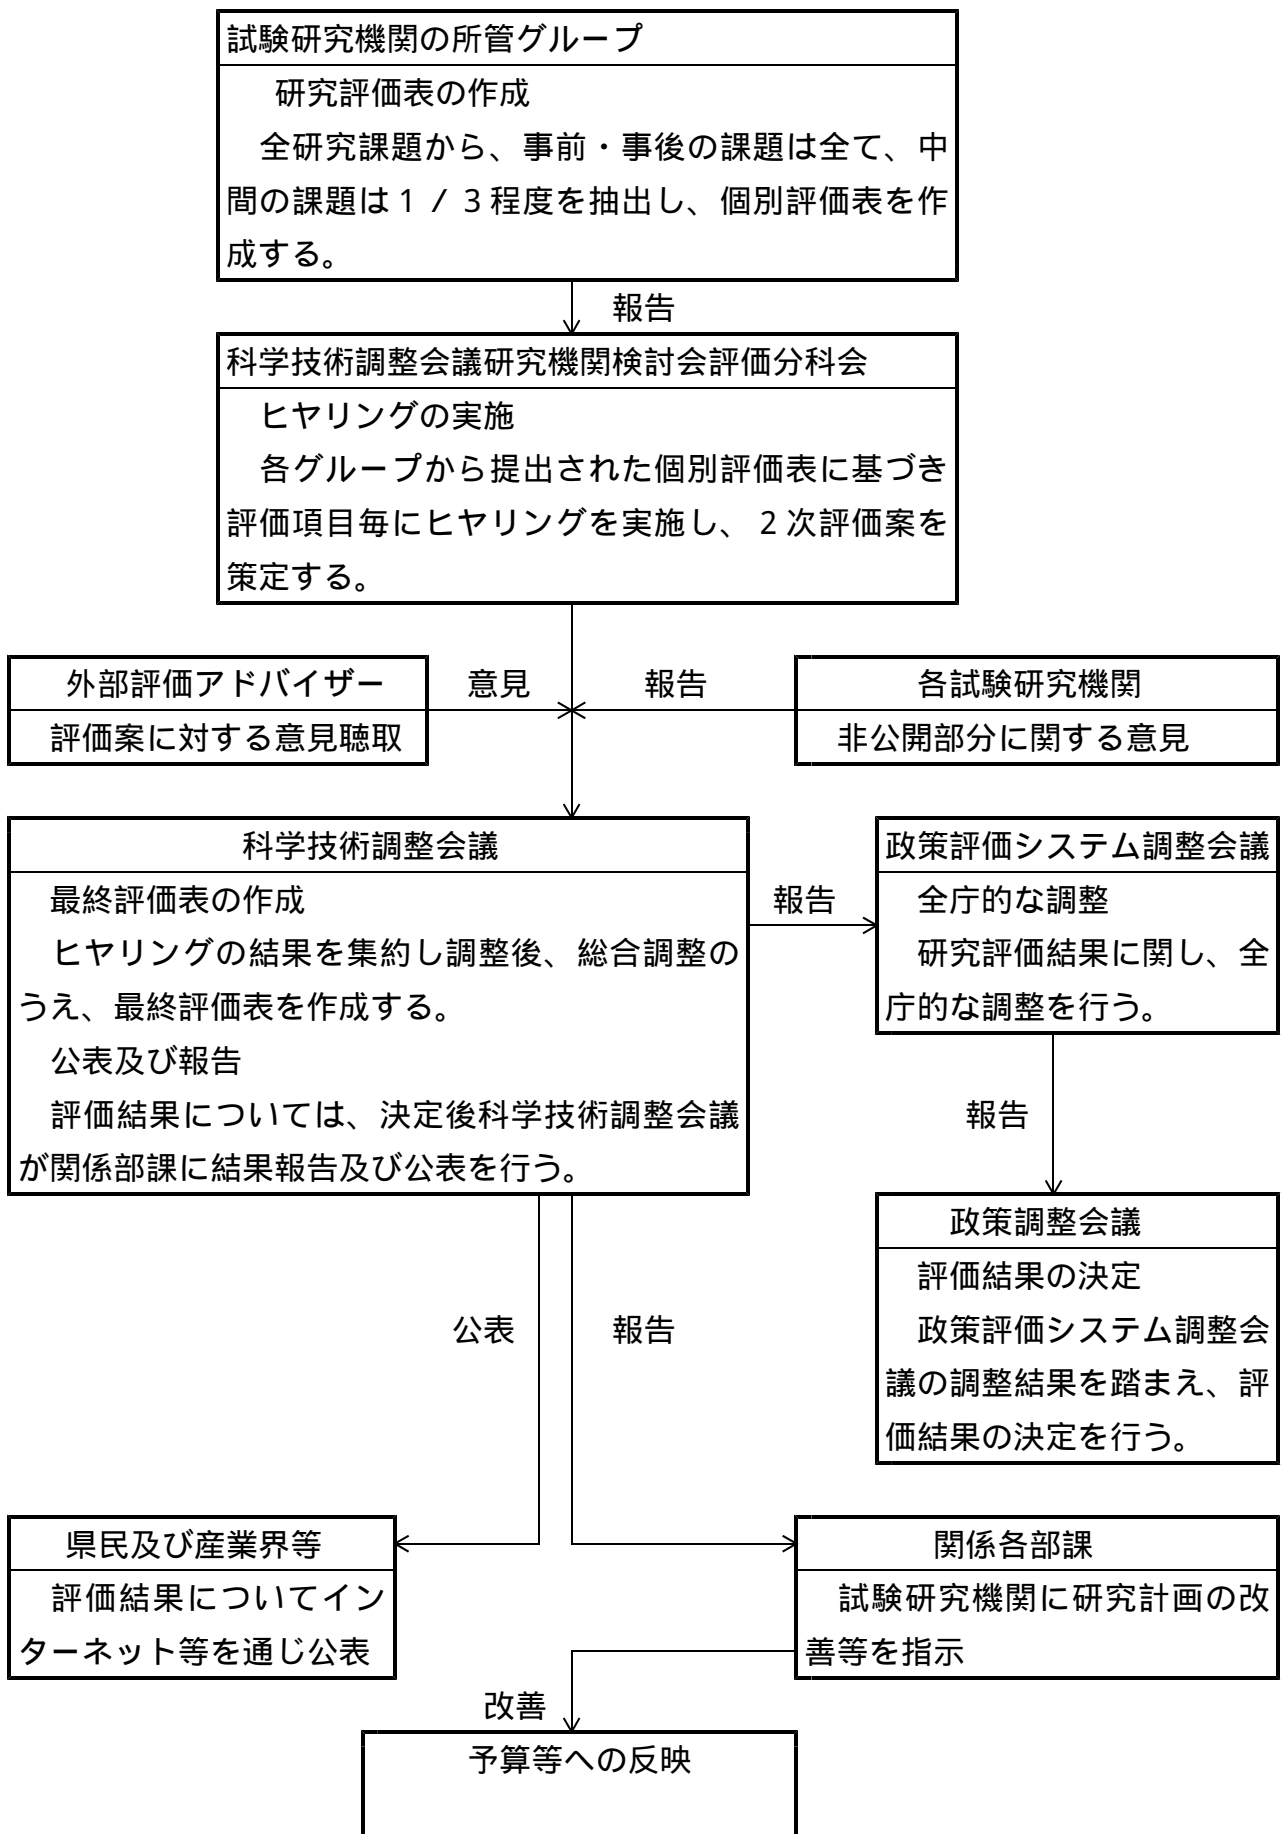 試験研究機関の所管グループ
研究評価表の作成
全研究課題から、事前・事後の課題は全て、中
間の課題は1/3程度を抽出し、個別評価表を作
成する。
報告
科学技術調整会議研究機関検討会評価分科会
ヒヤリングの実施
各グループから提出された個別評価表に基づき
評価項目毎にヒヤリングを実施し、2次評価案を
策定する。
外部評価アドバイザー
評価案に対する意見聴取
意見
報告
各試験研究機関
非公開部分に関する意見
科学技術調整会議
最終評価表の作成
ヒヤリングの結果を集約し調整後、総合調整の
うえ、最終評価表を作成する。
公表及び報告
評価結果については、決定後科学技術調整会議
が関係部課に結果報告及び公表を行う。
報告
政策評価システム調整会議
全庁的な調整
研究評価結果に関し、全
庁的な調整を行う。
報告
政策調整会議
評価結果の決定
政策評価システム調整会
議の調整結果を踏まえ、評
価結果の決定を行う。
公表
報告
県民及び産業界等
評価結果についてイン
ターネット等を通じ公表
関係各部課
試験研究機関に研究計画の改
善等を指示
改善
予算等への反映